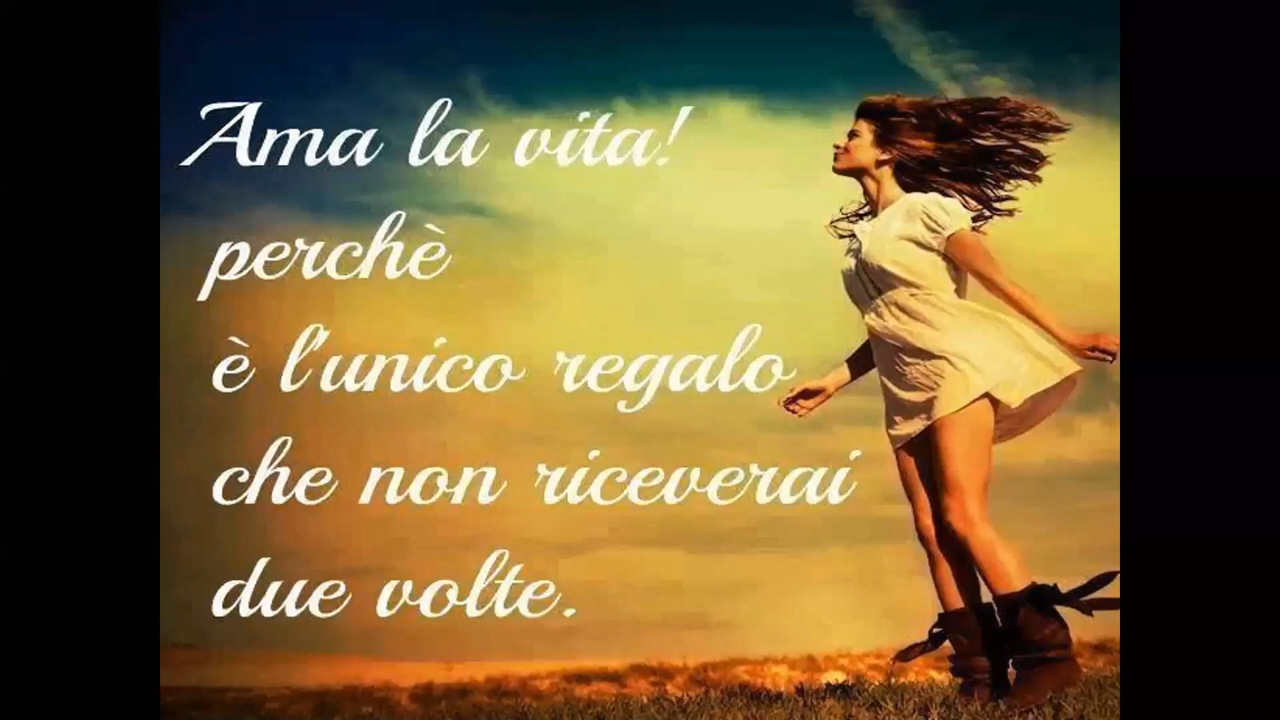 Ama la vita!
perchè
è l'unico regalo
che non riceverai
due volte.